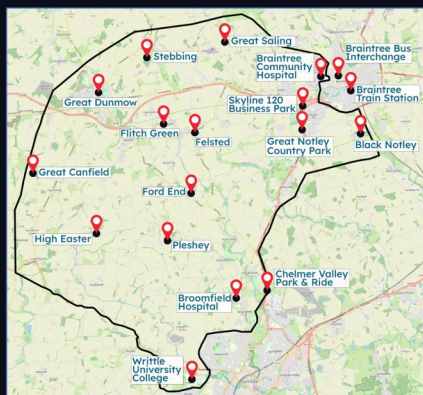 Great Saling
Stebbing
Braintree Bus
Interchange
Braintree
Community
Hospital
Braintree
Train Station
Great Dunmow
Skyline 120
Business Park
Flitch Green
Felsted
Great Notley
Country Park
Black Notley
Great Canfield
Ford End
High Easter
Pleshey
Chelmer Valley
Park & Ride
Broomfield
Hospital
Writtle
University
College